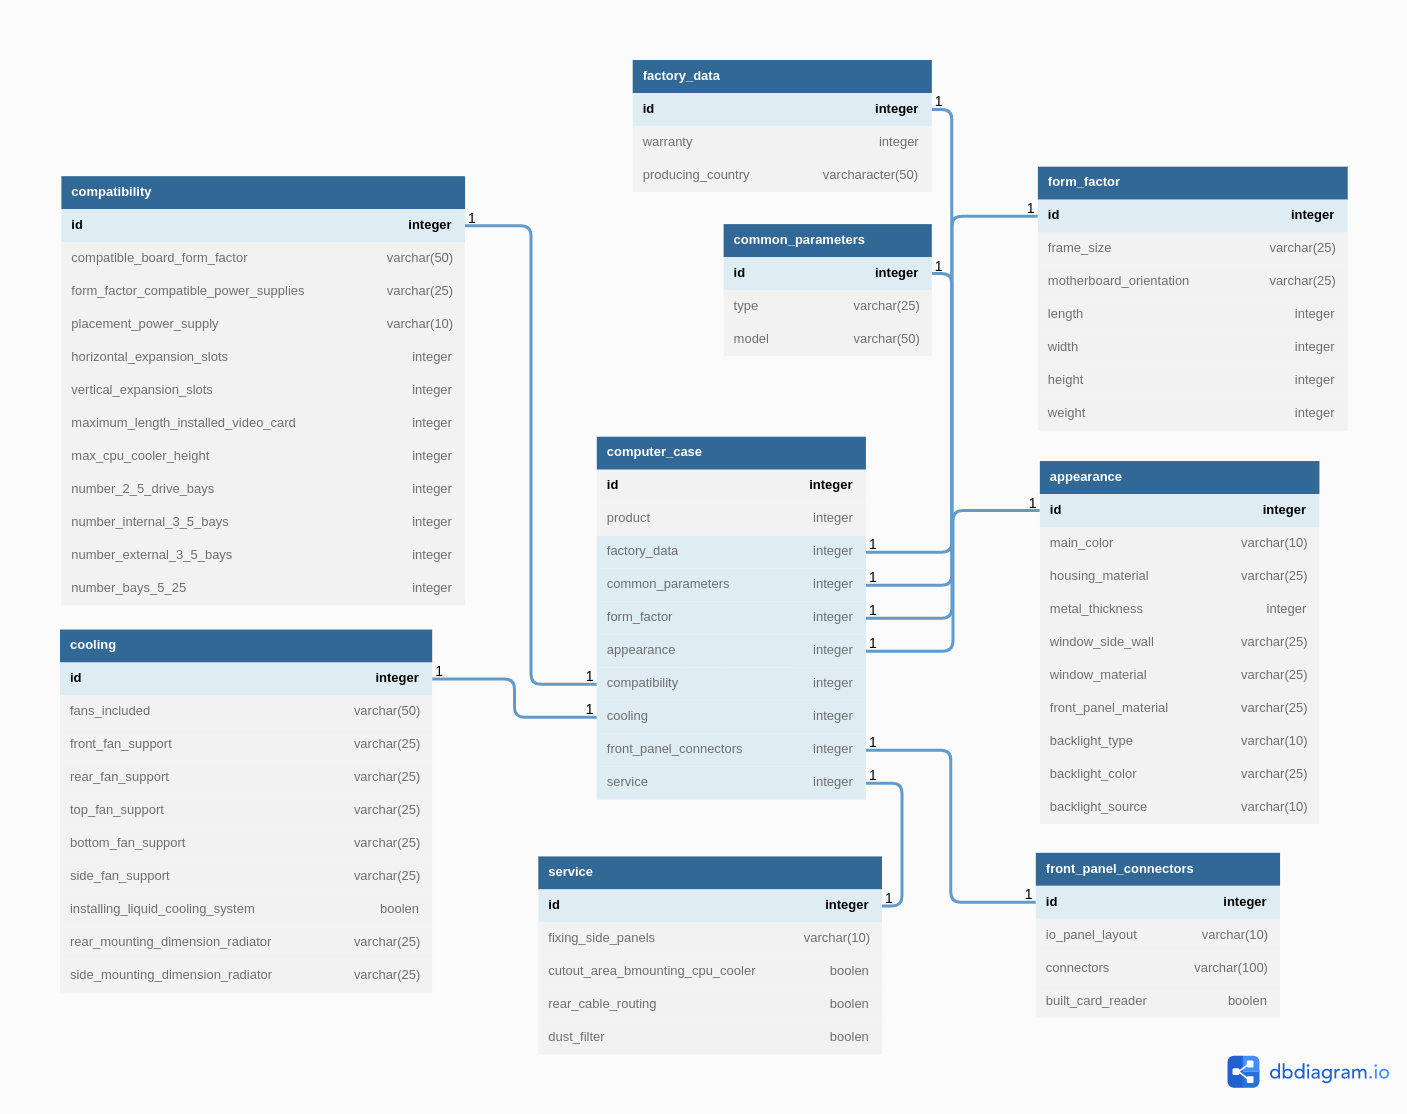 factory_data
id integer
warranty integer
producing_country varcharacter(50)
1
common_parameters
id integer
type varchar(25)
model varchar(50)
1
form_factor
1
id integer
frame_size varchar(25)
motherboard_orientation varchar(25)
length integer
width integer
height integer
weight integer
compatibility
id integer
1
compatible_board_form_factor varchar(50)
form_factor_compatible_power_supplies varchar(25)
placement_power_supply varchar(10)
horizontal_expansion_slots integer
vertical_expansion_slots integer
maximum_length_installed_video_card integer
max_cpu_cooler_height integer
number_2_5_drive_bays integer
number_internal_3_5_bays integer
number_external_3_5_bays integer
number_bays_5_25 integer
computer_case
id integer
product integer
factory_data integer 1
common_parameters integer 1
form_factor integer 1
appearance integer 1
1 compatibility integer
1 cooling integer
front_panel_connectors integer 1
service integer 1
appearance
1
id integer
main_color varchar(10)
housing_material varchar(25)
metal_thickness integer
window_side_wall varchar(25)
window_material varchar(25)
front_panel_material varchar(25)
backlight_type varchar(10)
backlight_color varchar(25)
backlight_source varchar(10)
cooling
id integer
1
fans_included varchar(50)
front_fan_support varchar(25)
rear_fan_support varchar(25)
top_fan_support varchar(25)
bottom_fan_support varchar(25)
side_fan_support varchar(25)
installing_liquid_cooling_system boolen
rear_mounting_dimension_radiator varchar(25)
side_mounting_dimension_radiator varchar(25)
service
id integer
1
fixing_side_panels varchar(10)
cutout_area_bmounting_cpu_cooler boolen
rear_cable_routing boolen
dust_filter boolen
front_panel_connectors
1
id integer
io_panel_layout varchar(10)
connectors varchar(100)
built_card_reader boolen
dbdiagram.io